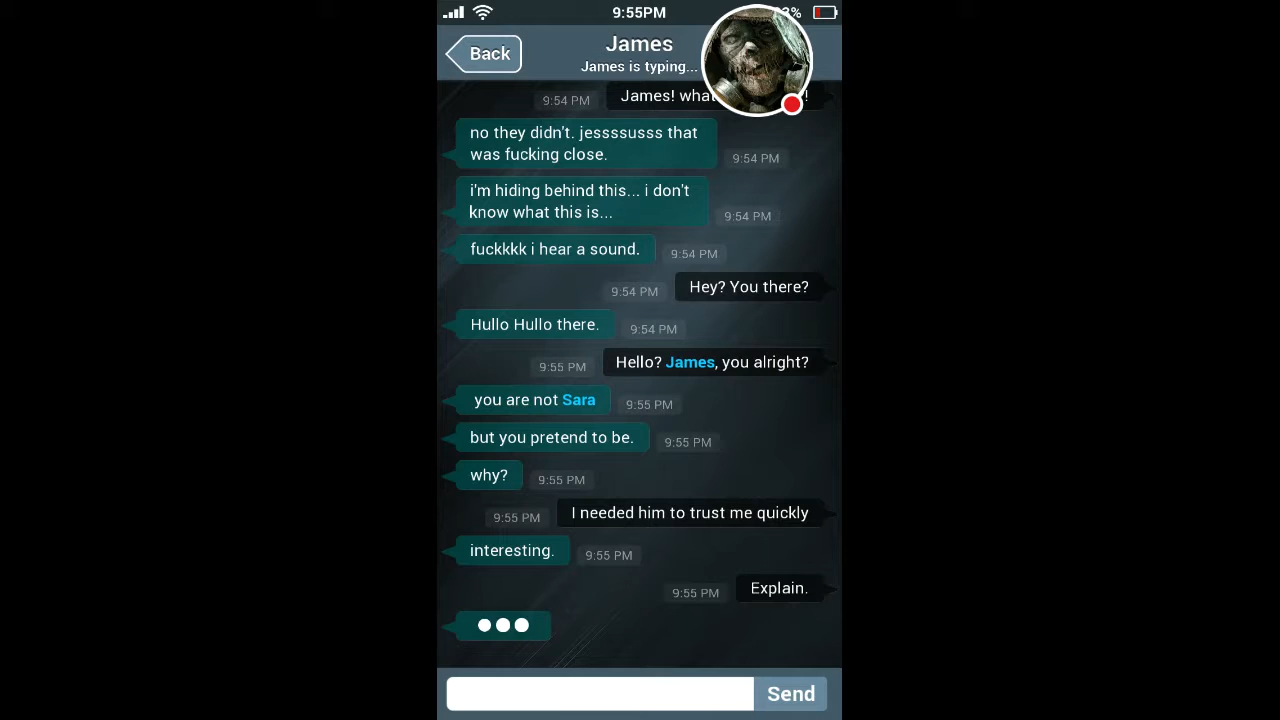 9:55PM
3%
Back
James
James is typing...
9:54 PM
James! wha
!
no they didn't. jessssusss that
was fucking close.
9:54 PM
i'm hiding behind this... i don't
know what this is...
9:54 PM
fuckkkk i hear a sound.
9:54 PM
9:54 PM
Hey? You there?
Hullo Hullo there.
9:54 PM
9:55 PM
Hello? James, you alright?
you are not Sara
9:55 PM
but you pretend to be.
9:55 PM
why?
9:55 PM
9:55 PM
I needed him to trust me quickly
interesting.
9:55 PM
9:55 PM
Explain.
Send